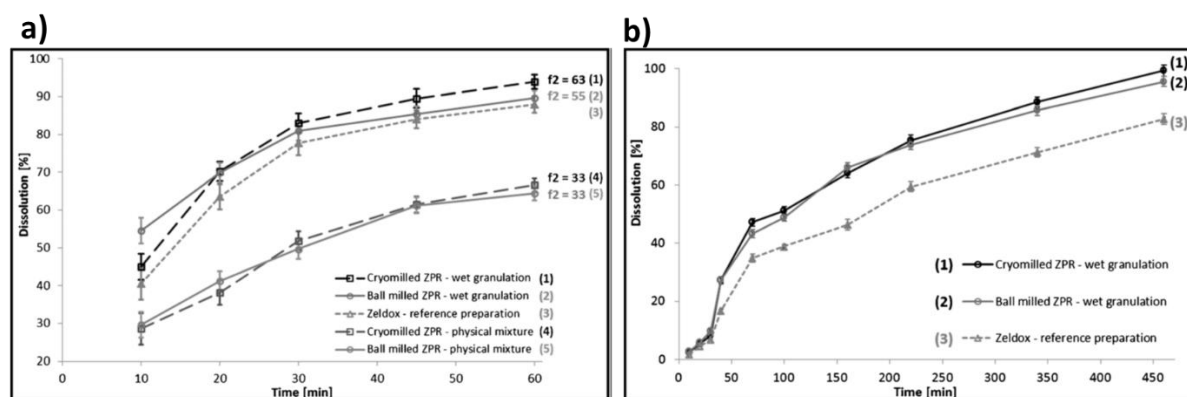 a)
100
90
80
70
60
50
40
30
20
Dissolution [%]
0
10
20
30
40
50
60
Time [min]
f2 = 63 (1)
f2 = 55 (2)
(3)
f2 = 33 (4)
f2 = 33 (5)
Cryomilled ZPR - wet granulation (1)
Ball milled ZPR - wet granulation (2)
Zeldox - reference preparation (3)
Cryomilled ZPR - physical mixture (4)
Ball milled ZPR - physical mixture (5)
b)
100
80
60
40
20
0
Dissolution [%]
0
50
100
150
200
250
300
350
400
450
Time [min]
(1)
(2)
(3)
(1) Cryomilled ZPR - wet granulation
(2) Ball milled ZPR - wet granulation
(3) Zeldox - reference preparation